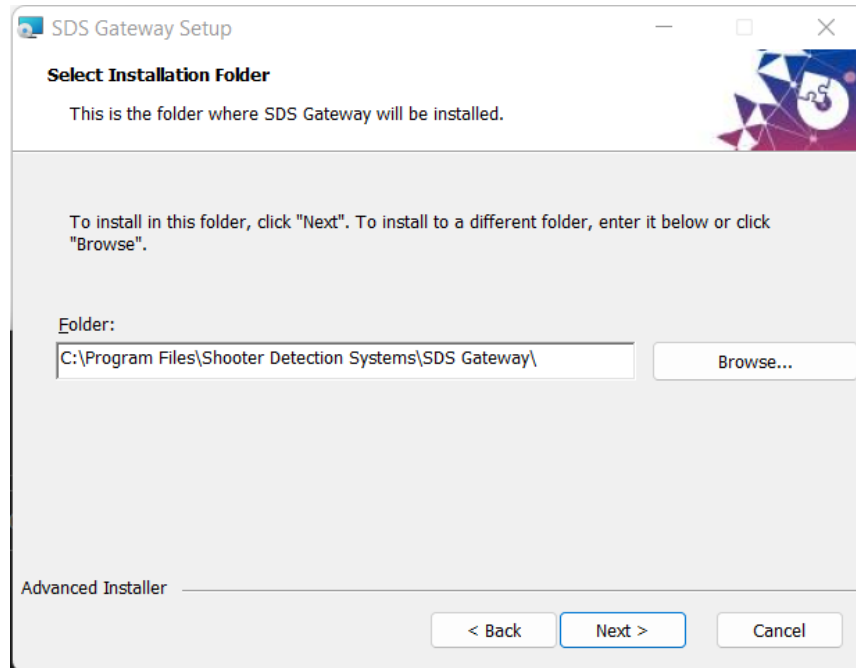 SDS Gateway Setup
Select Installation Folder
This is the folder where SDS Gateway will be installed.
To install in this folder, click "Next". To install to a different folder, enter it below or click
"Browse".
Folder:
C:\Program Files\Shooter Detection Systems\SDS Gateway\
Browse...
Advanced Installer
< Back
Next >
Cancel